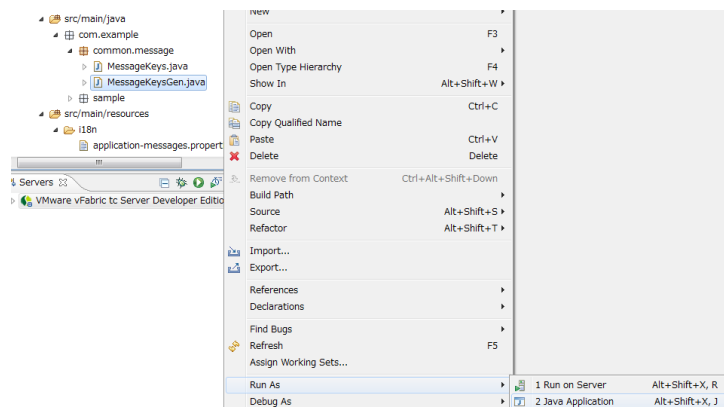 src/main/java
com.example
common.message
MessageKeys.java
MessageKeysGen.java
sample
src/main/resources
i18n
application-messages.propert
Servers
VMware vFabric tc Server Developer Editio
New
Open F3
Open With
Open Type Hierarchy F4
Show In Alt+Shift+W
Copy Ctrl+C
Copy Qualified Name
Paste Ctrl+V
Delete Delete
Remove from Context Ctrl+Alt+Shift+Down
Build Path
Source Alt+Shift+S
Refactor Alt+Shift+T
Import...
Export...
References
Declarations
Find Bugs
Refresh F5
Assign Working Sets...
Run As
Debug As
1 Run on Server Alt+Shift+X, R
2 Java Application Alt+Shift+X, J